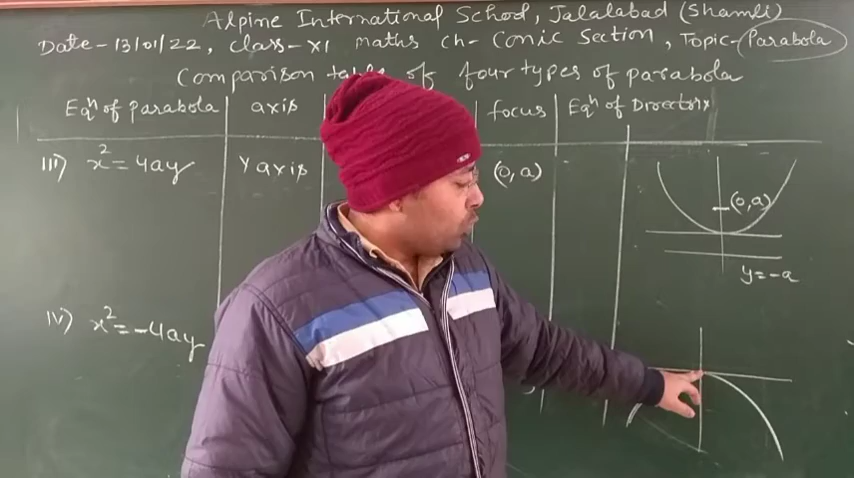 Alpine International School, Jalalabad (Shamli)
Date - 13/01/22, class - XI maths ch- Conic Section, Topic- Parabola
Comparison table of four types of parabola
Eqⁿ of Parabola axis focus Eqⁿ of Directrix
III) x² = 4ay Y axis (0, a)
(0, a)
y = -a
IV) x² = -4ay